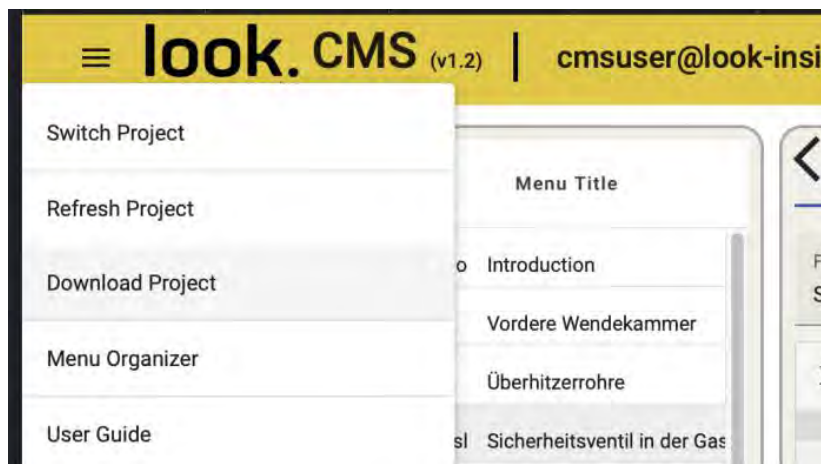 look. CMS (v1.2) | cmsuser@look-insi
Switch Project
Refresh Project
Download Project
Menu Organizer
User Guide
Menu Title
o Introduction
Vordere Wendekammer
Überhitzerrohre
sl Sicherheitsventil in der Gas
F
S